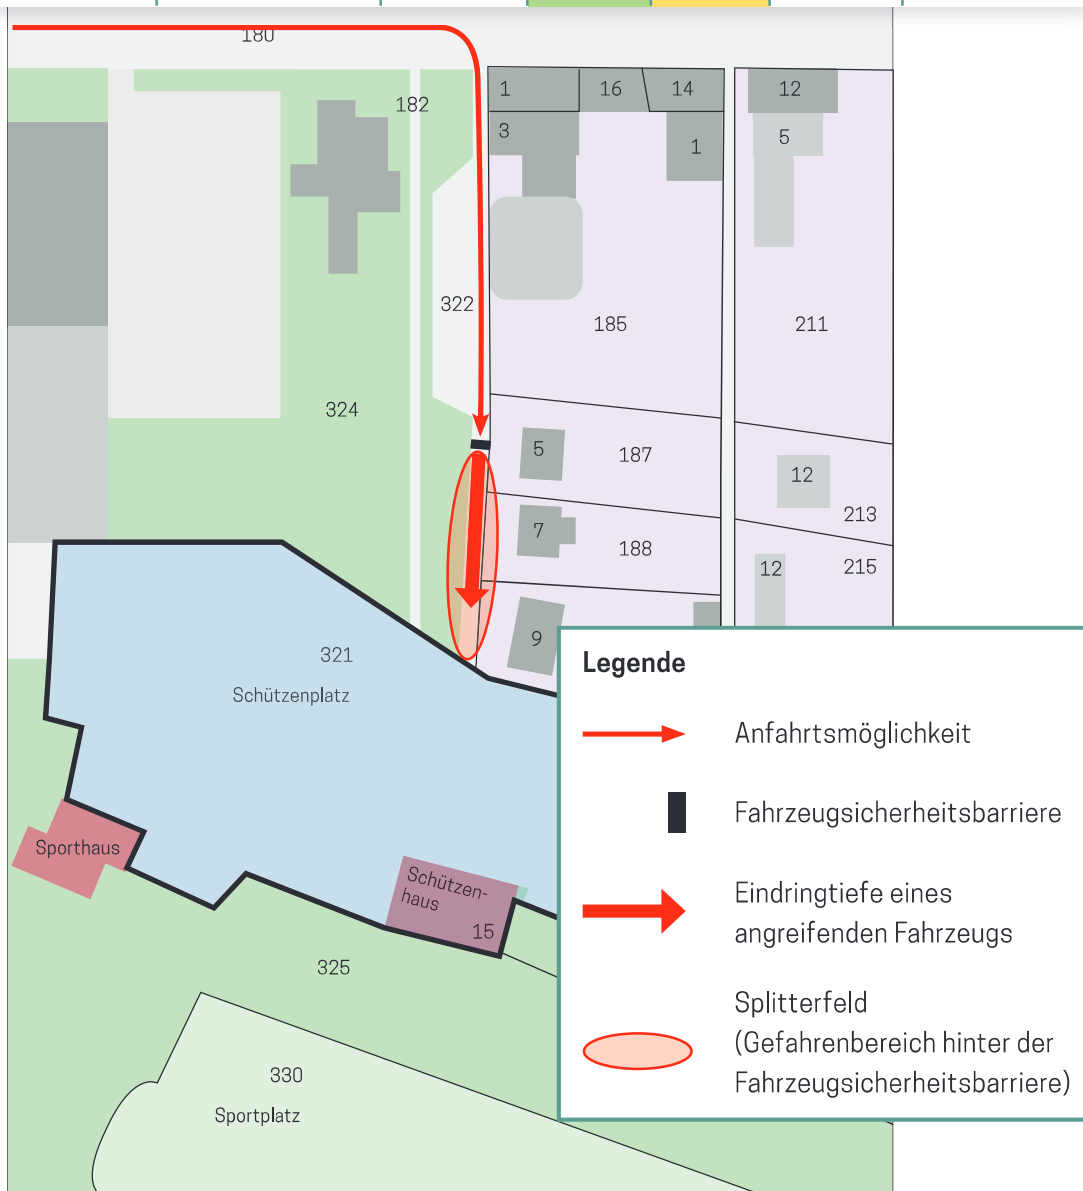 180
182
1
16
14
12
3
1
5
322
185
211
324
5
187
12
213
7
188
12
215
9
321
Schützenplatz
Sporthaus
Schützen-
haus
15
325
330
Sportplatz
Legende
Anfahrtsmöglichkeit
Fahrzeugsicherheitsbarriere
Eindringtiefe eines
angreifenden Fahrzeugs
Splitterfeld
(Gefahrenbereich hinter der
Fahrzeugsicherheitsbarriere)